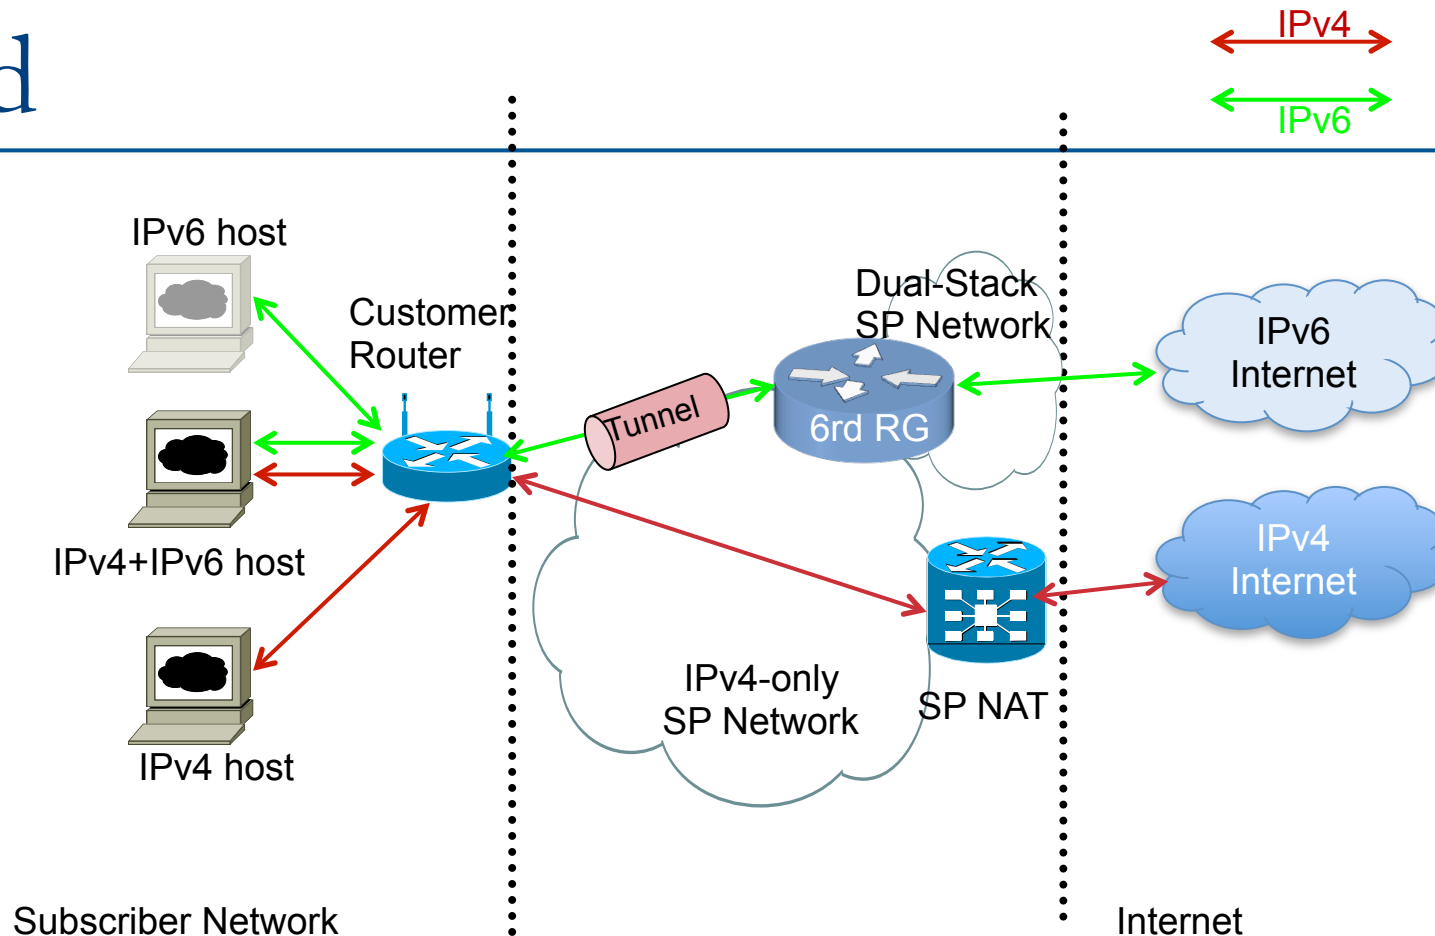 d
IPv4
IPv6
IPv6 host
Customer
Router
IPv4+IPv6 host
IPv4 host
Tunnel
Dual-Stack
SP Network
6rd RG
IPv4-only
SP Network
SP NAT
IPv6
Internet
IPv4
Internet
Subscriber Network
Internet